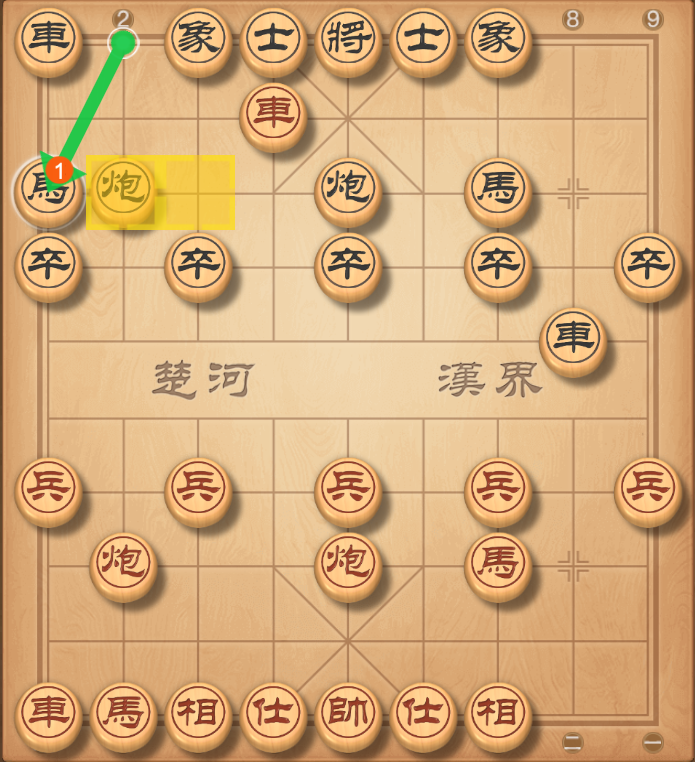 2 8 9
車 象 士 將 士 象
車
1
馬 炮 炮 馬
卒 卒 卒 卒 卒
車
楚河 漢界
兵 兵 兵 兵 兵
炮 炮 馬
車 馬 相 仕 帥 仕 相
二 一